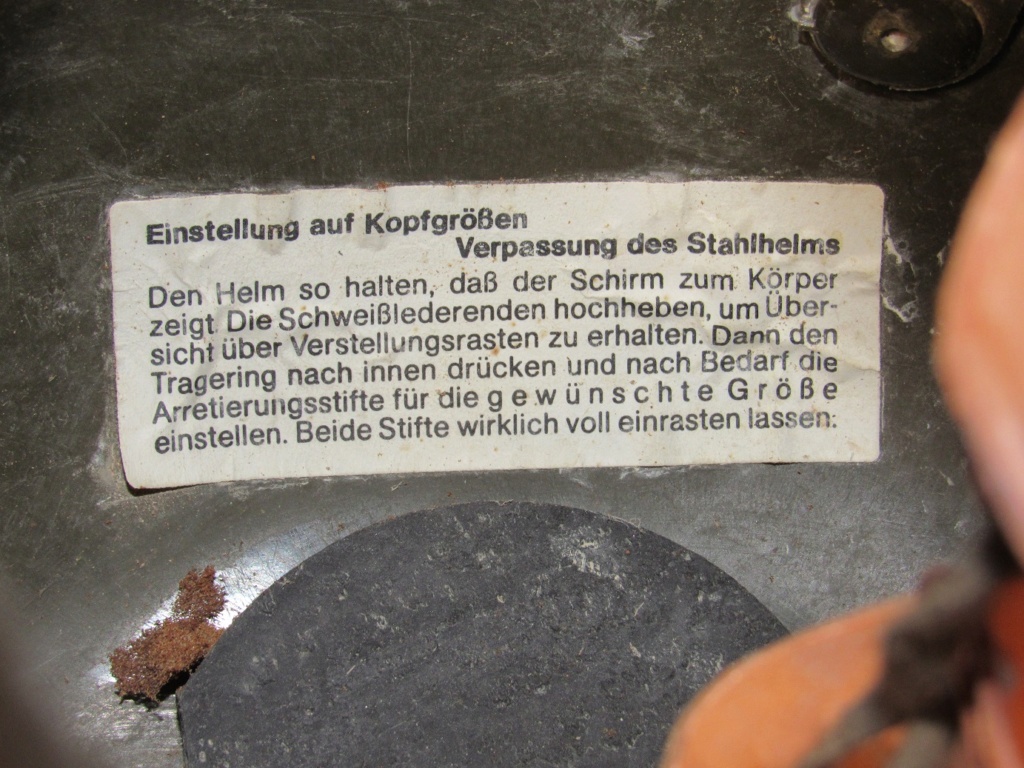 Einstellung auf Kopfgrößen
Verpassung des Stahlhelms
Den Helm so halten, daß der Schirm zum Körper
zeigt. Die Schweißlederenden hochheben, um Über-
sicht über Verstellungsrasten zu erhalten. Dann den
Tragering nach innen drücken und nach Bedarf die
Arretierungsstifte für die gewünschte Größe
einstellen. Beide Stifte wirklich voll einrasten lassen.